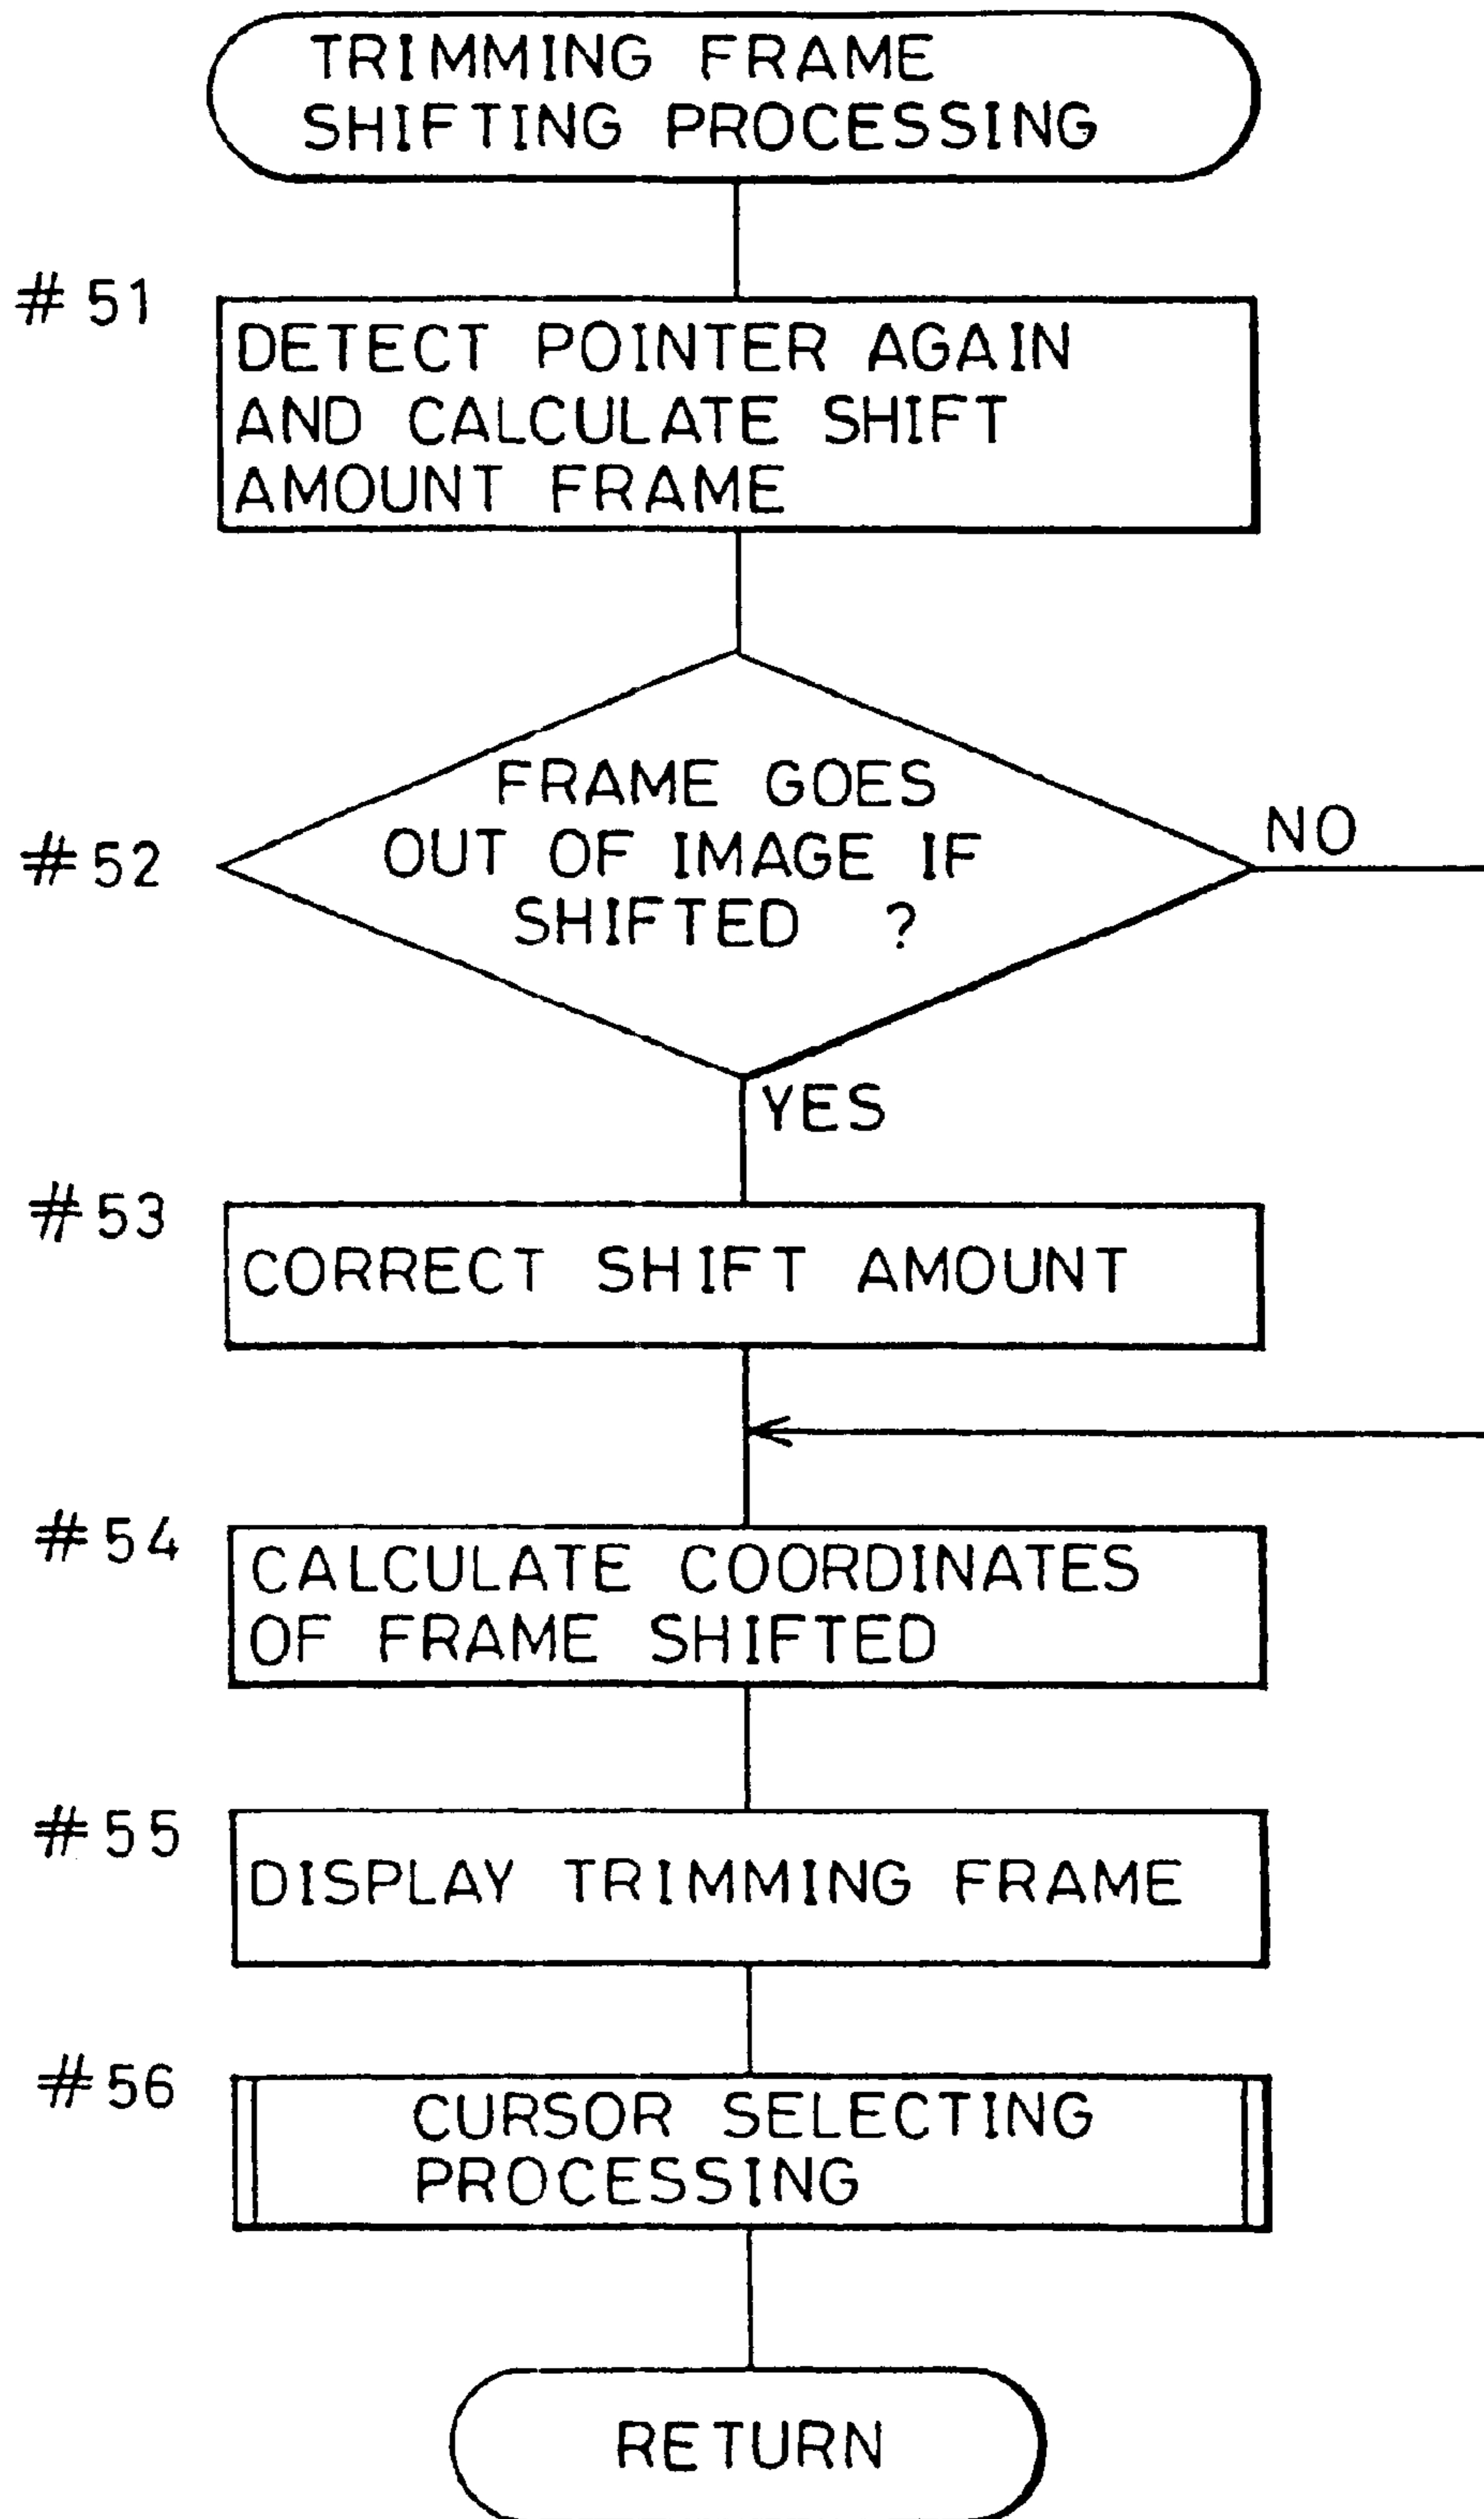 TRIMMING FRAME
SHIFTING PROCESSING
#51
DETECT POINTER AGAIN
AND CALCULATE SHIFT
AMOUNT FRAME
#52
FRAME GOES
OUT OF IMAGE IF
SHIFTED ?
NO
YES
#53
CORRECT SHIFT AMOUNT
#54
CALCULATE COORDINATES
OF FRAME SHIFTED
#55
DISPLAY TRIMMING FRAME
#56
CURSOR SELECTING
PROCESSING
RETURN